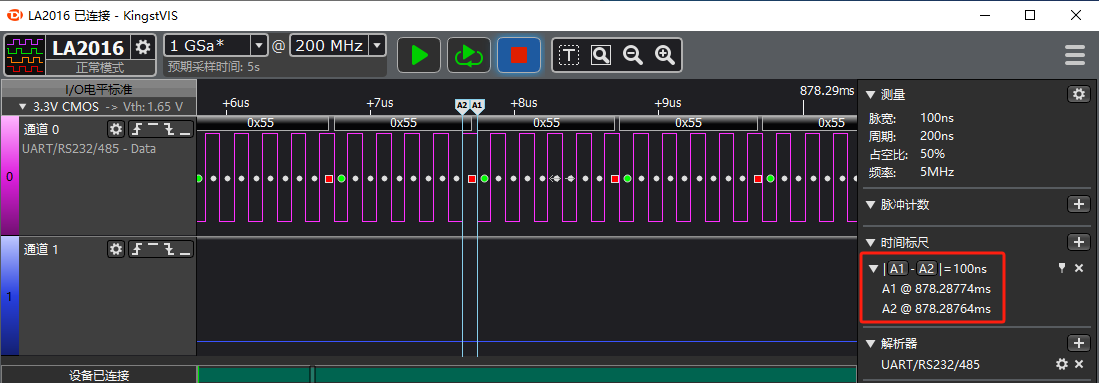 LA2016 已连接 - KingstVIS
LA2016
正常模式
1 GSa* @ 200 MHz
预期采样时间: 5s
I/O电平标准
3.3V CMOS -> Vth: 1.65 V
+6us +7us A2 A1 +8us +9us 878.29ms
通道 0
UART/RS232/485 - Data
0
0x55 0x55 0x55 0x55 0x55
通道 1
1
设备已连接
测量
脉宽: 100ns
周期: 200ns
占空比: 50%
频率: 5MHz
脉冲计数
时间标尺
| A1 - A2 | = 100ns
A1 @ 878.28774ms
A2 @ 878.28764ms
解析器
UART/RS232/485